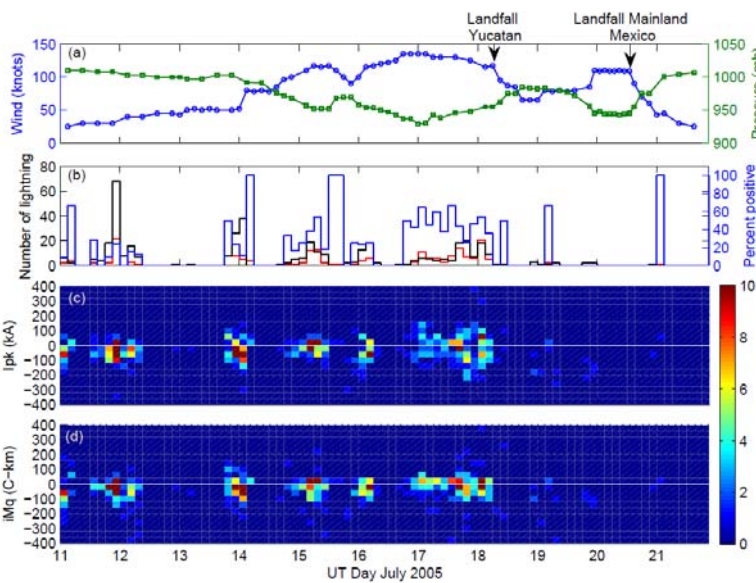 Landfall
Yucatan
Landfall Mainland
Mexico
(a)
150
100
50
0
Wind (knots)
1050
1000
950
900
(b)
80
60
40
20
0
Number of lightning
100
80
60
40
20
0
Percent positive
(c)
400
300
200
100
0
-100
-200
-300
-400
Ipk (kA)
(d)
400
300
200
100
0
-100
-200
-300
-400
iMq (C-km)
11 12 13 14 15 16 17 18 19 20 21
UT Day July 2005
10
8
6
4
2
0